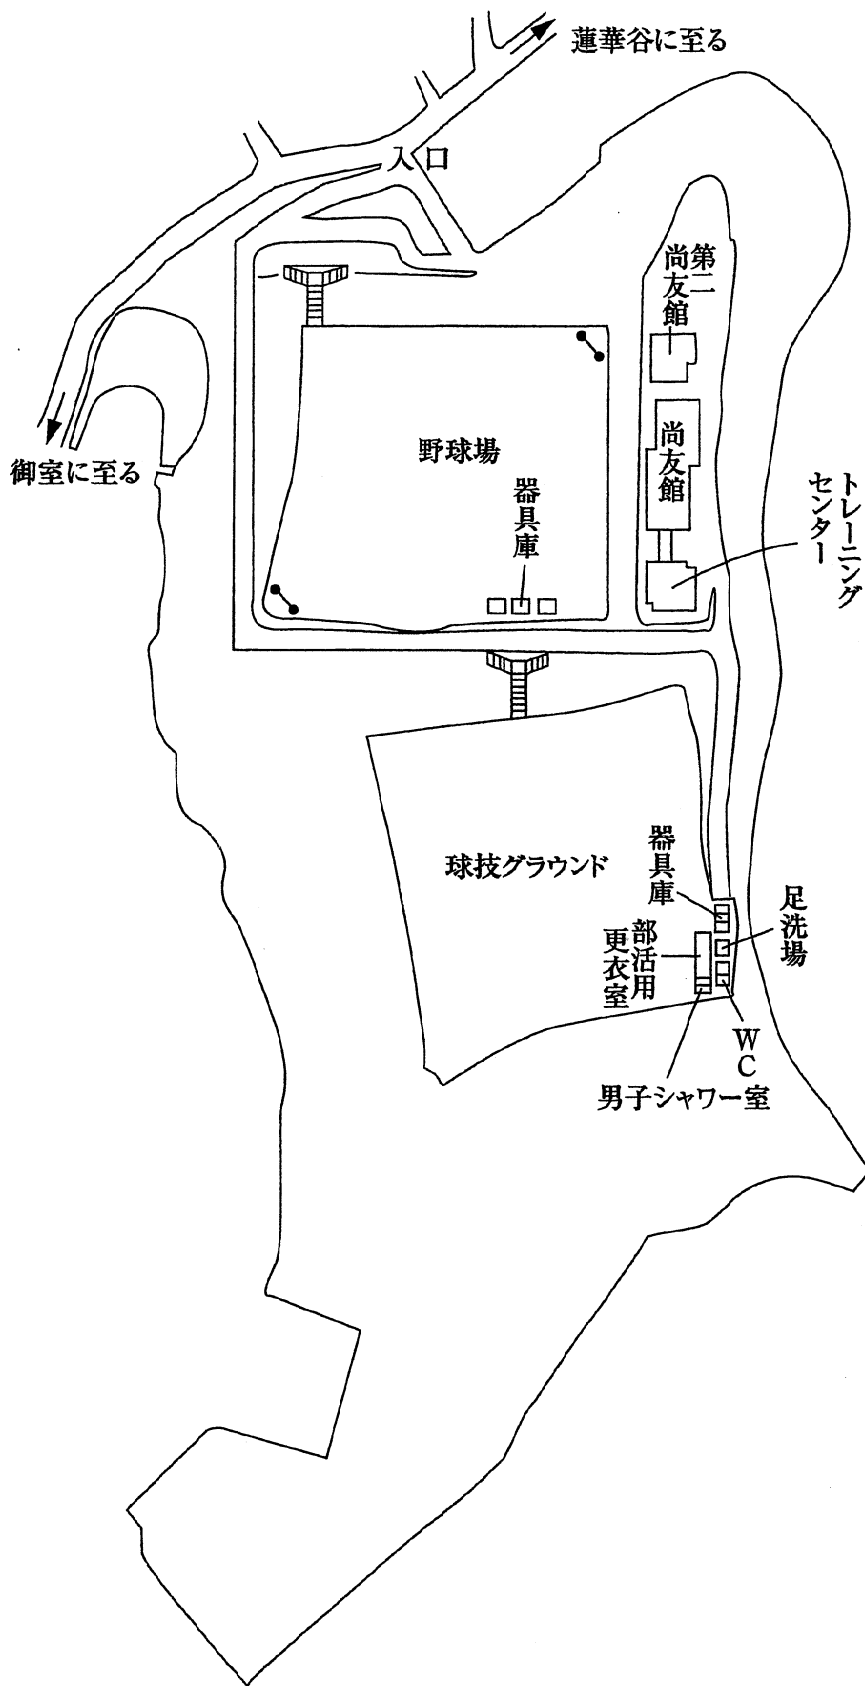 蓮華谷に至る
入口
第二
尚友館
野球場
尚友館
御室に至る
器具庫
トレーニング
センター
球技グラウンド
器具庫
足洗場
部活用
更衣室
WC
男子シャワー室